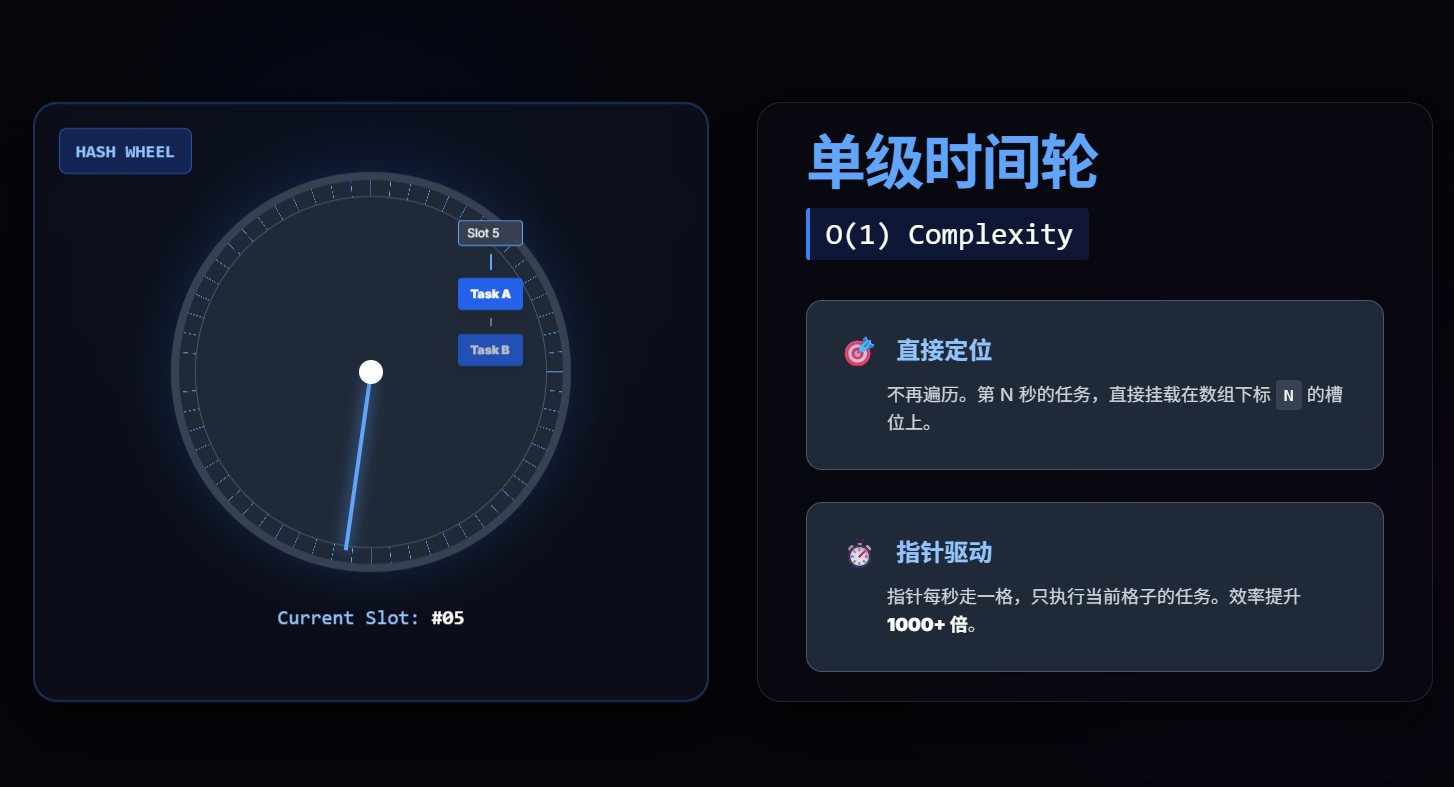 HASH WHEEL
Slot 5
Task A
Task B
Current Slot: #05
单级时间轮
O(1) Complexity
直接定位
不再遍历。第 N 秒的任务，直接挂载在数组下标 N 的槽
位上。
指针驱动
指针每秒走一格，只执行当前格子的任务。效率提升
1000+ 倍。